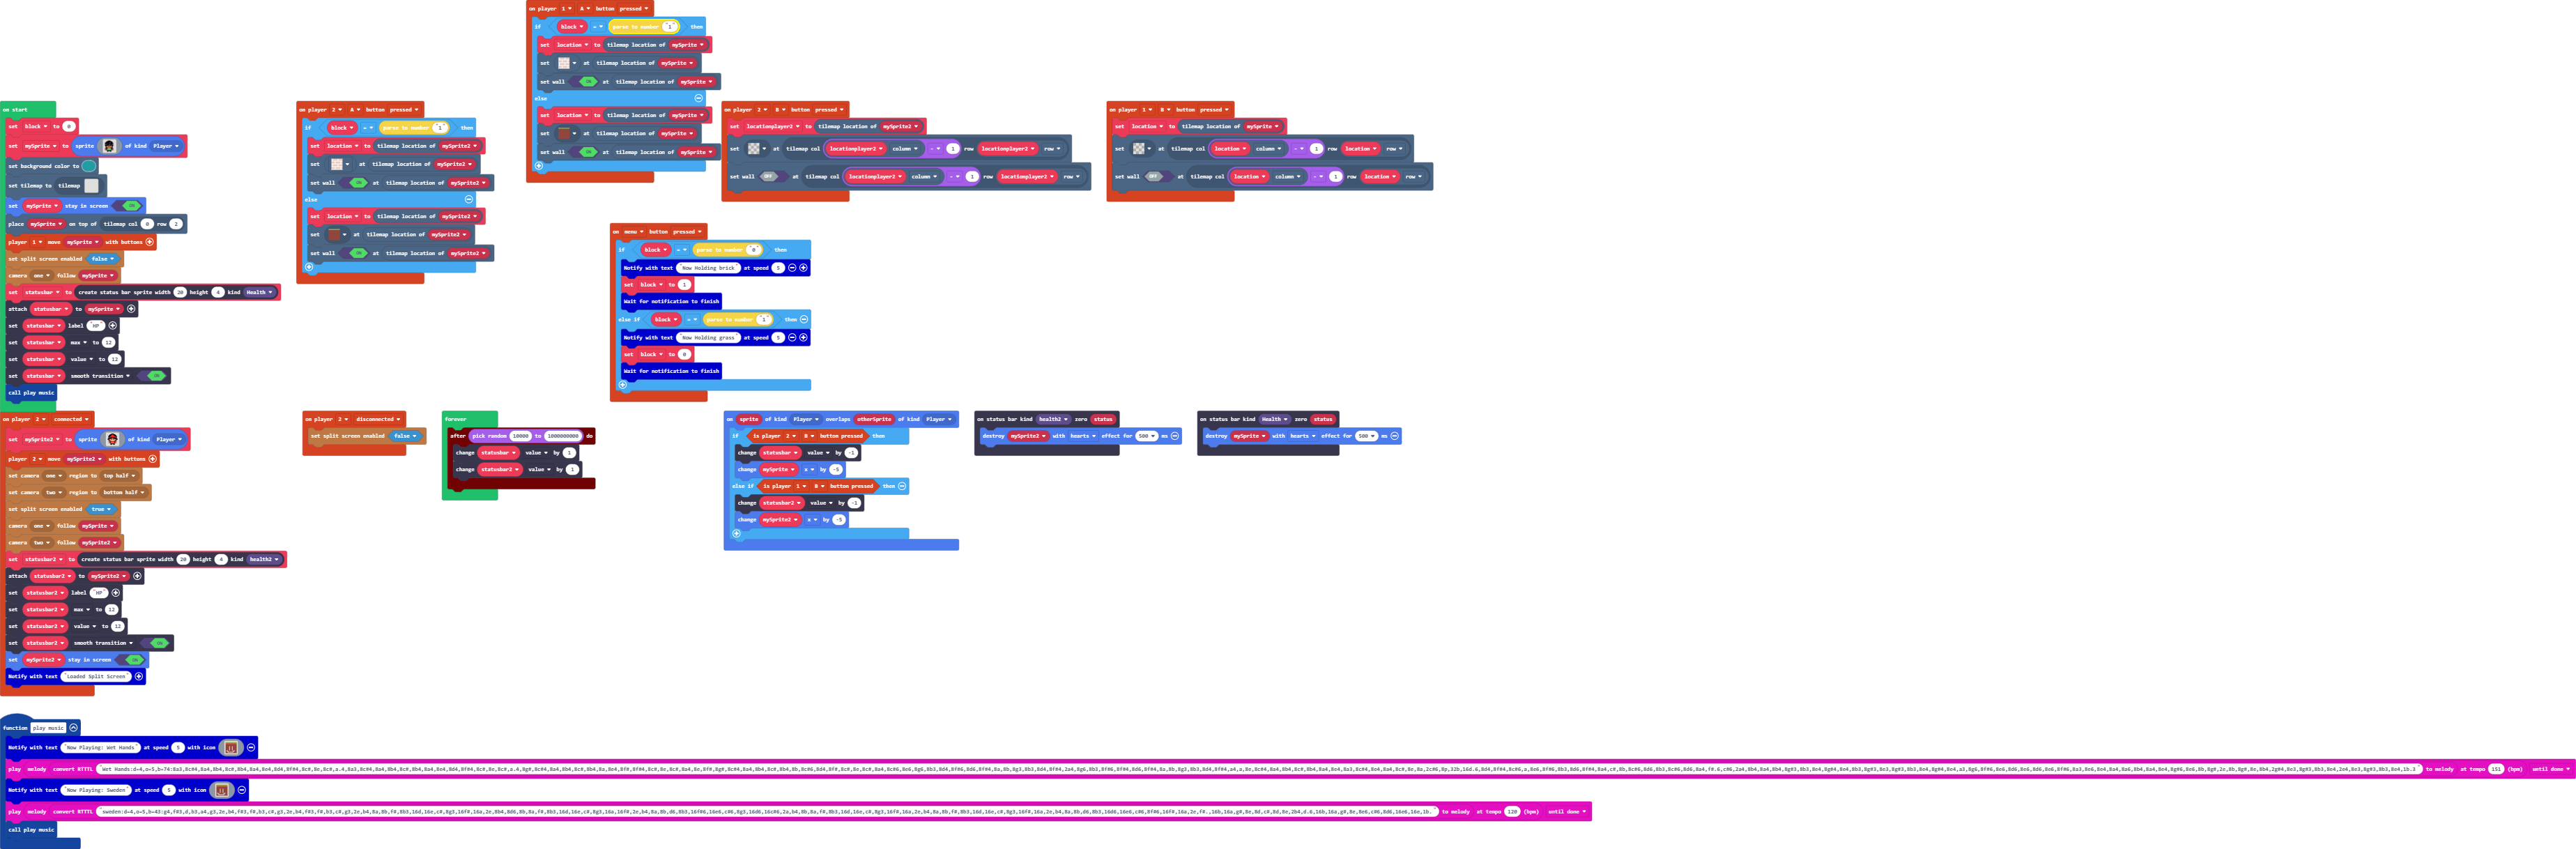 on player 1 A button pressed
if block = parse to number "1" then
set location to tilemap location of mySprite
set at tilemap location of mySprite
set wall ON at tilemap location of mySprite
else
set location to tilemap location of mySprite
set at tilemap location of mySprite
set wall ON at tilemap location of mySprite
on start
set block to 0
set mySprite to sprite of kind Player
set background color to
set tilemap to tilemap
set mySprite stay in screen ON
place mySprite on top of tilemap col 0 row 2
player 1 move mySprite with buttons
set split screen enabled false
camera one follow mySprite
set statusbar to create status bar sprite width 20 height 4 kind Health
attach statusbar to mySprite
set statusbar label "HP"
set statusbar max to 12
set statusbar value to 12
set statusbar smooth transition ON
call play music
on player 2 A button pressed
if block = parse to number "1" then
set location to tilemap location of mySprite2
set at tilemap location of mySprite2
set wall ON at tilemap location of mySprite2
else
set location to tilemap location of mySprite2
set at tilemap location of mySprite2
set wall ON at tilemap location of mySprite2
on player 2 B button pressed
set locationplayer2 to tilemap location of mySprite2
set at tilemap col locationplayer2 column - 1 row locationplayer2 row
set wall OFF at tilemap col locationplayer2 column - 1 row locationplayer2 row
on player 1 B button pressed
set location to tilemap location of mySprite
set at tilemap col location column - 1 row location row
set wall OFF at tilemap col location column - 1 row location row
on menu button pressed
if block = parse to number "0" then
Notify with text "Now Holding brick" at speed 5
set block to 1
Wait for notification to finish
else if block = parse to number "1" then
Notify with text "Now Holding grass" at speed 5
set block to 0
Wait for notification to finish
on player 2 connected
set mySprite2 to sprite of kind Player
player 2 move mySprite2 with buttons
set camera one region to top half
set camera two region to bottom half
set split screen enabled true
camera one follow mySprite
camera two follow mySprite2
set statusbar2 to create status bar sprite width 20 height 4 kind health2
attach statusbar2 to mySprite2
set statusbar2 label "HP"
set statusbar2 max to 12
set statusbar2 value to 12
set statusbar2 smooth transition ON
set mySprite2 stay in screen ON
Notify with text "Loaded Split Screen"
on player 2 disconnected
set split screen enabled false
forever
after pick random 10000 to 1000000000 do
change statusbar value by 1
change statusbar2 value by 1
on sprite of kind Player overlaps otherSprite of kind Player
if is player 2 B button pressed then
change statusbar value by -1
change mySprite x by -5
else if is player 1 B button pressed then
change statusbar2 value by -1
change mySprite2 x by -5
on status bar kind health2 zero status
destroy mySprite2 with hearts effect for 500 ms
on status bar kind Health zero status
destroy mySprite with hearts effect for 500 ms
function play music
Notify with text "Now Playing: Wet Hands" at speed 5 with icon
play melody convert RTTTL to melody at tempo 151 (bpm) until done
Notify with text "Now Playing: Sweden" at speed 5 with icon
play melody convert RTTTL to melody at tempo 120 (bpm) until done
call play music